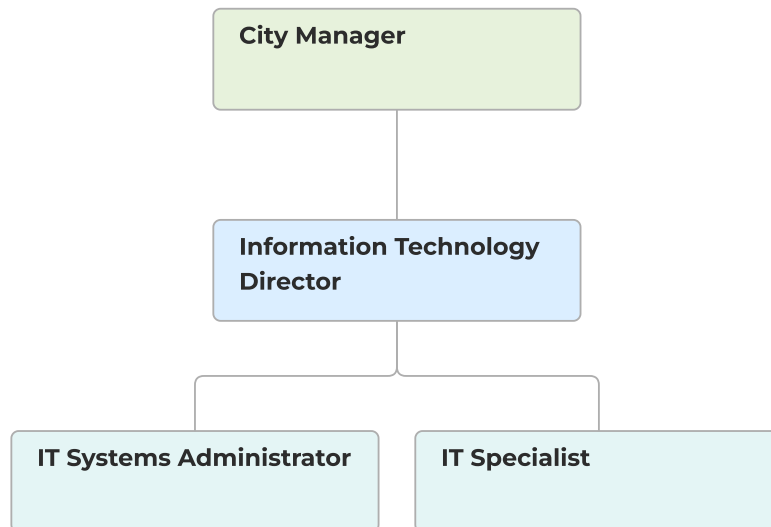 City Manager
Information Technology
Director
IT Systems Administrator
IT Specialist